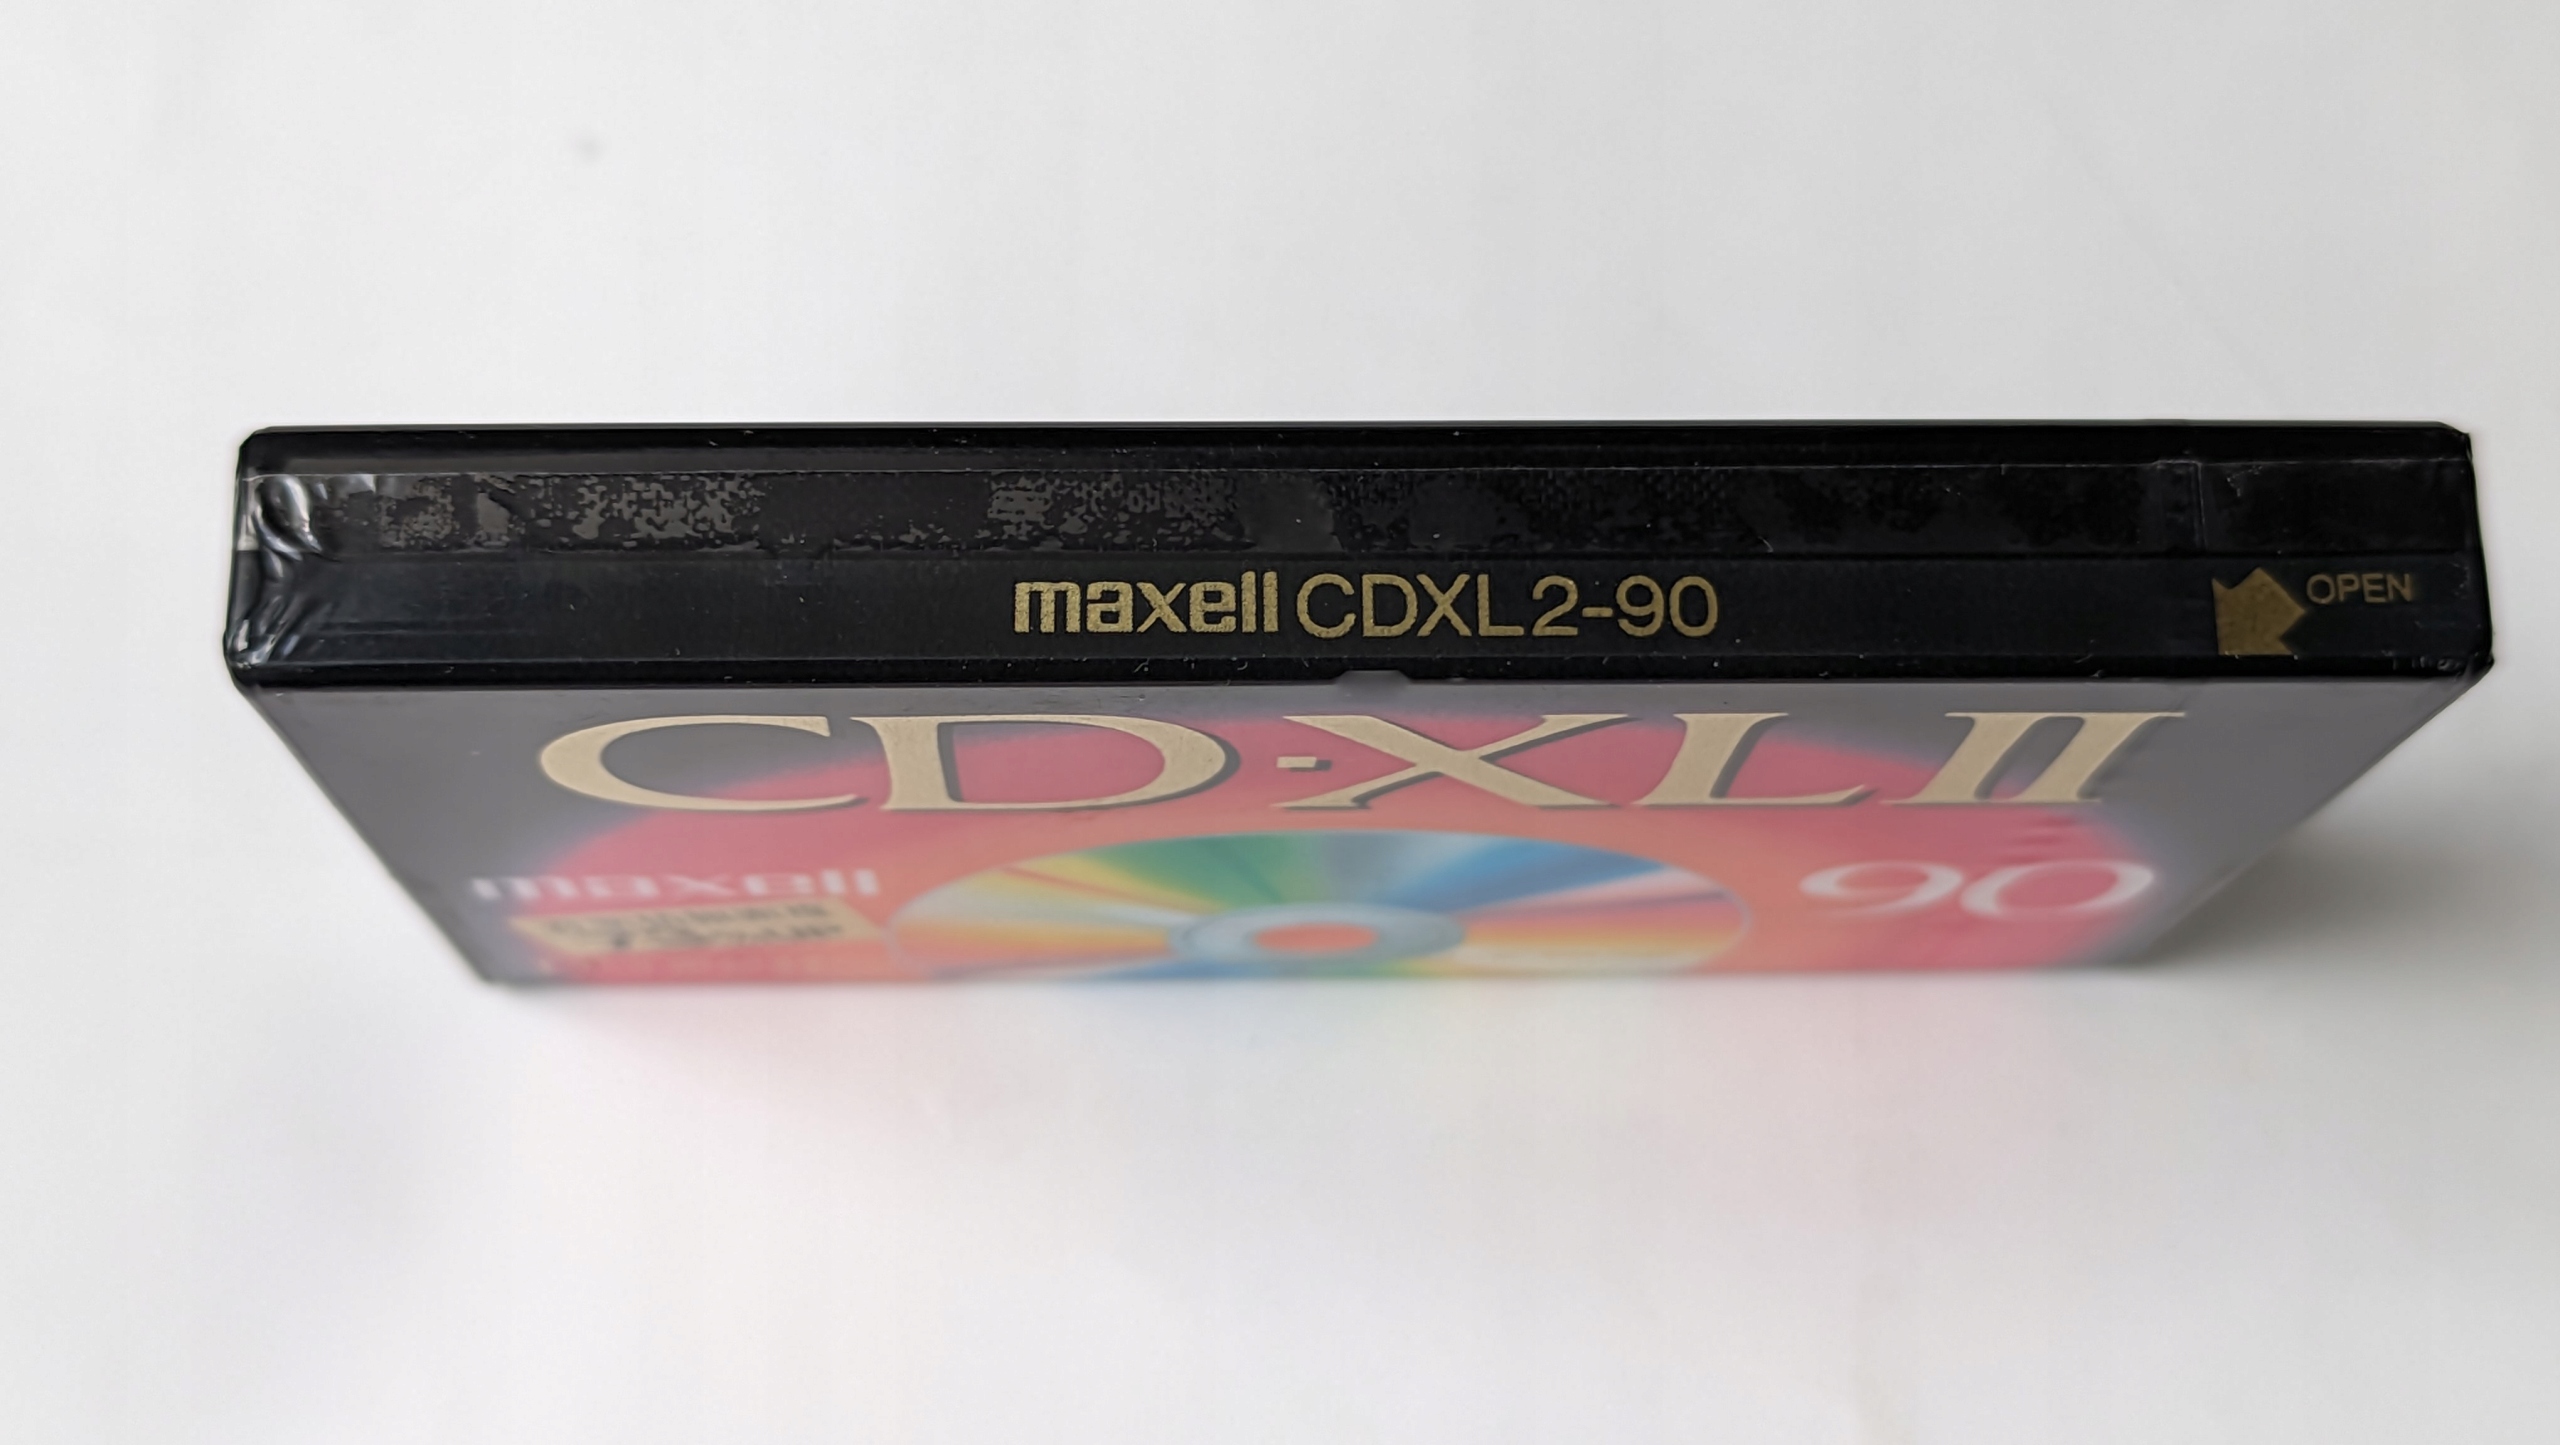 maxell CDXL2-90
OPEN
CD·XLII
maxell
90